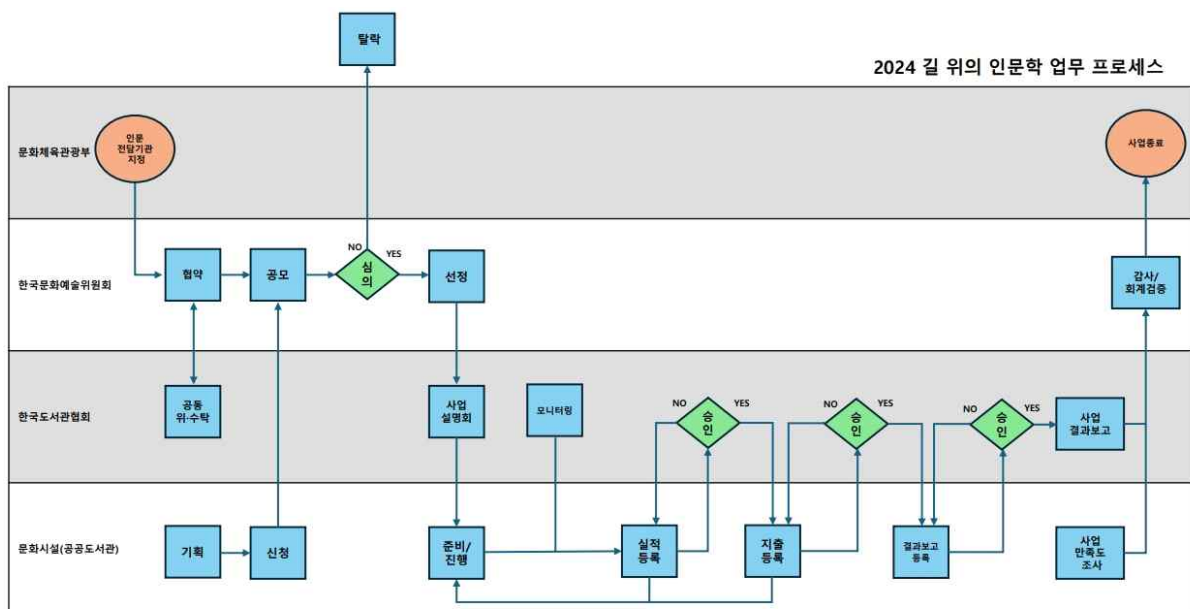 탈락
2024 길 위의 인문학 업무 프로세스
문화체육관광부
인문
전담기관
지정
사업종료
한국문화예술위원회
협약
공모
NO
심
의
YES
선정
감사/
회계검증
한국도서관협회
공동
위·수탁
사업
설명회
모니터링
NO
승
인
YES
NO
승
인
YES
NO
승
인
YES
사업
결과보고
문화시설(공공도서관)
기획
신청
준비/
진행
실적
등록
지출
등록
결과보고
등록
사업
만족도
조사